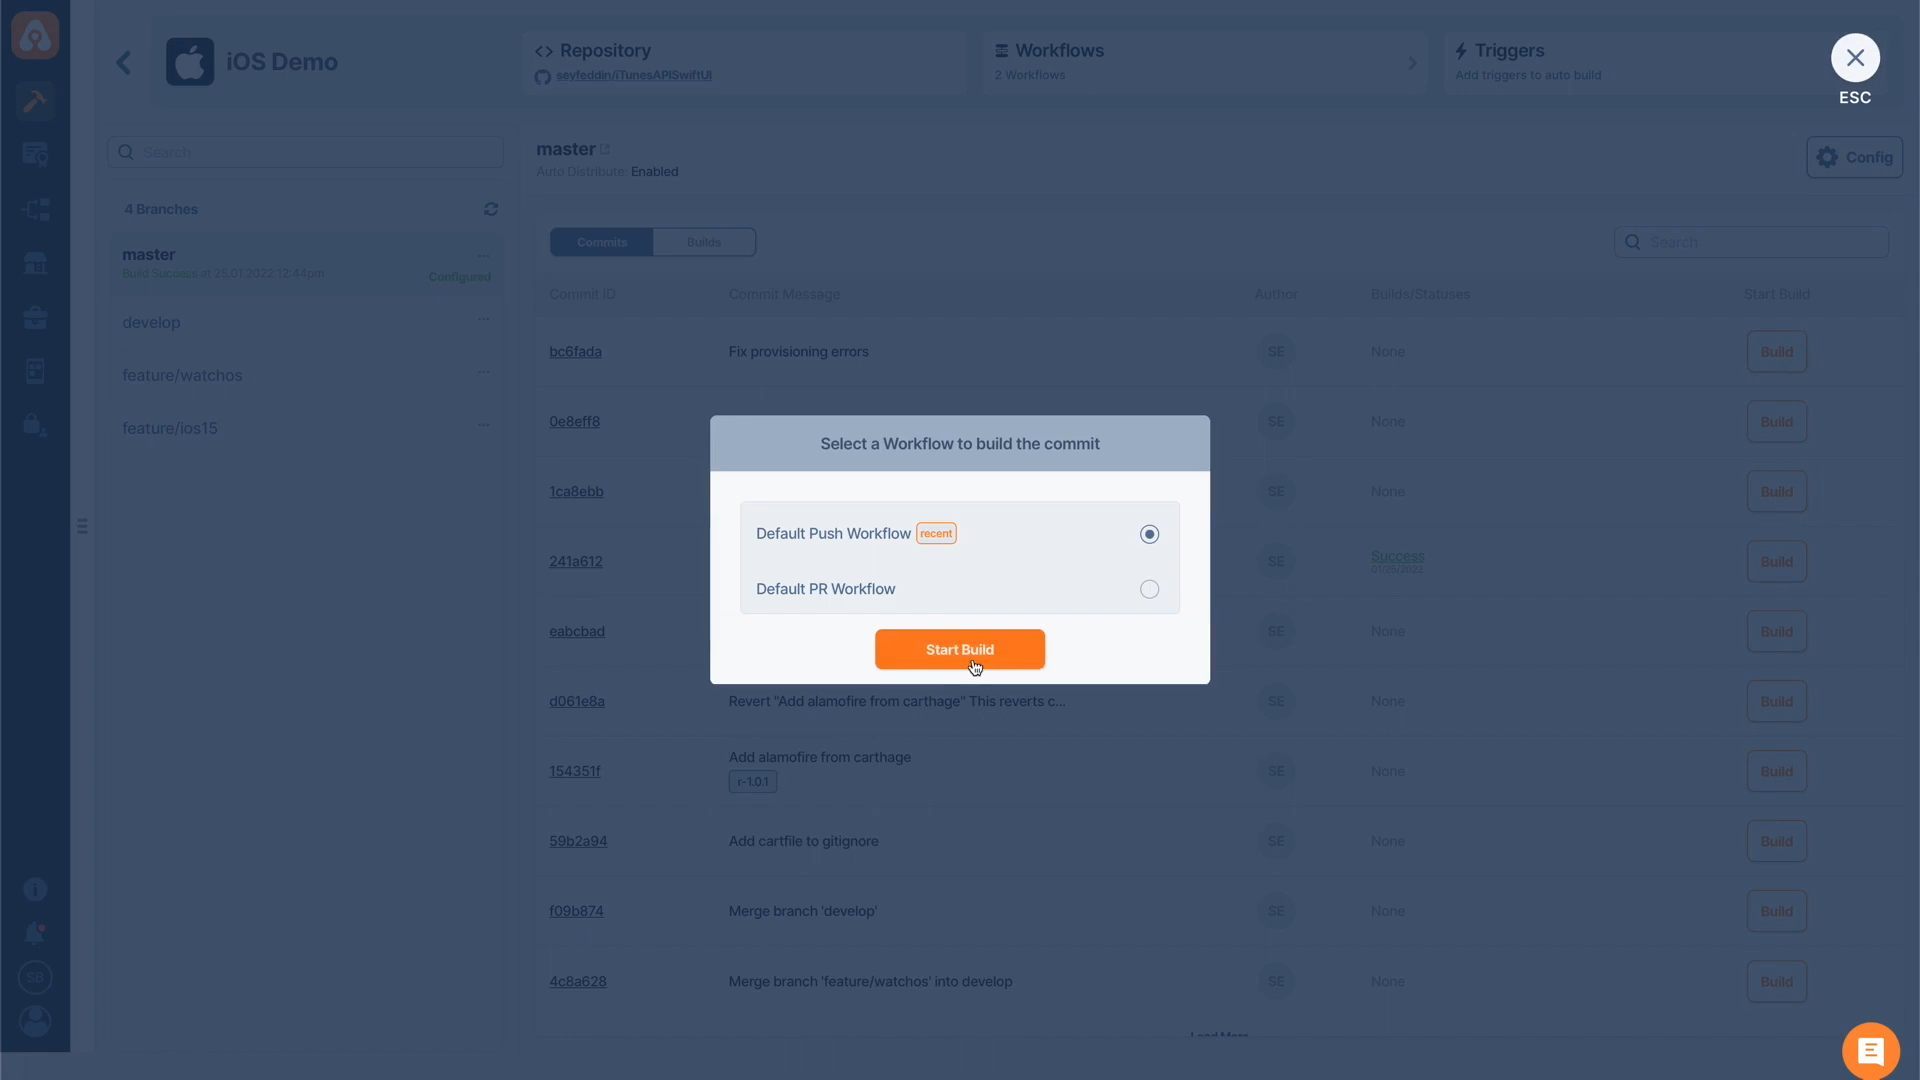 iOS Demo
Repository
seyfeddin/iTunesAPISwiftUI
Workflows
2 Workflows
Triggers
Add triggers to auto build
ESC
Search
master
Auto Distribute: Enabled
Config
4 Branches
master
Build Success at 25.01.2022 12:44pm
Configured
develop
feature/watchos
feature/ios15
Commits
Builds
Search
Commit ID
Commit Message
Author
Builds/Statuses
Start Build
bc6fada
Fix provisioning errors
SE
None
Build
0e8eff8
SE
None
Build
1ca8ebb
SE
None
Build
241a612
SE
Success
01/25/2022
Build
eabcbad
SE
None
Build
d061e8a
Revert "Add alamofire from carthage" This reverts c...
SE
None
Build
154351f
Add alamofire from carthage
r-1.0.1
SE
None
Build
59b2a94
Add cartfile to gitignore
SE
None
Build
f09b874
Merge branch 'develop'
SE
None
Build
4c8a628
Merge branch 'feature/watchos' into develop
SE
None
Build
Load More
Select a Workflow to build the commit
Default Push Workflow recent
Default PR Workflow
Start Build
SB